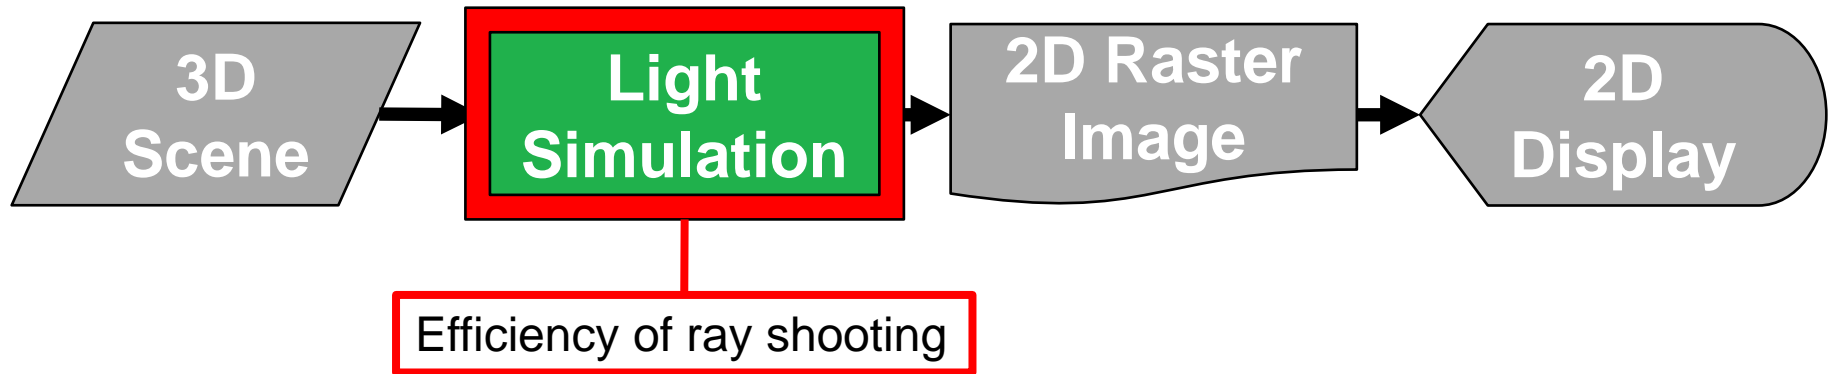 3D
Scene
Light
Simulation
2D Raster
Image
2D
Display
Efficiency of ray shooting